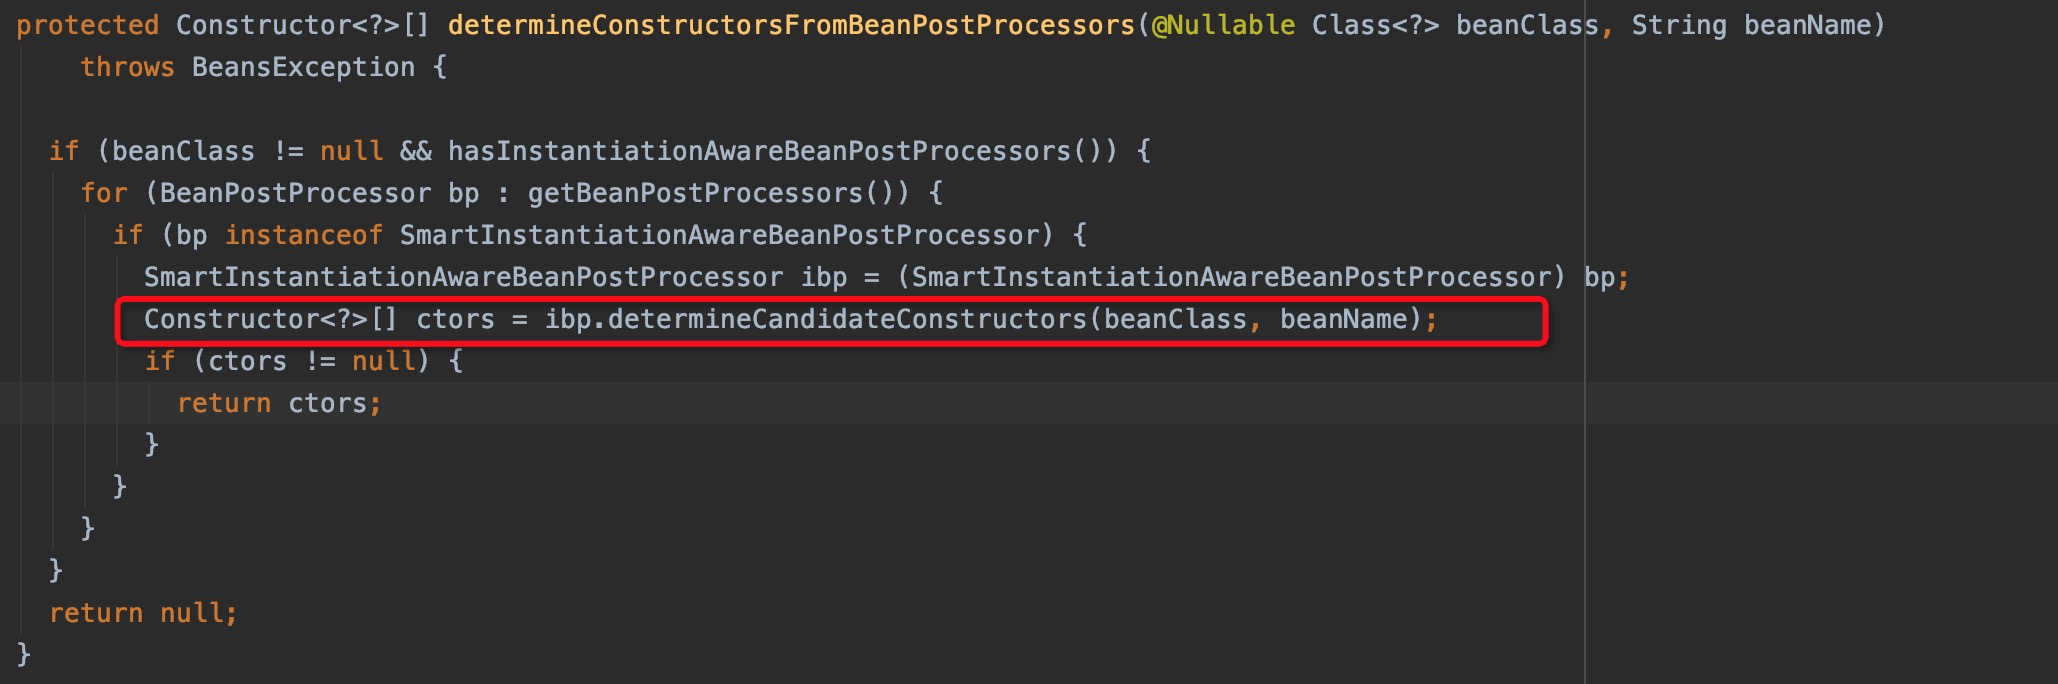 protected Constructor<?>[] determineConstructorsFromBeanPostProcessors(@Nullable Class<?> beanClass, String beanName)
throws BeansException {
if (beanClass != null && hasInstantiationAwareBeanPostProcessors()) {
for (BeanPostProcessor bp : getBeanPostProcessors()) {
if (bp instanceof SmartInstantiationAwareBeanPostProcessor) {
SmartInstantiationAwareBeanPostProcessor ibp = (SmartInstantiationAwareBeanPostProcessor) bp;
Constructor<?>[] ctors = ibp.determineCandidateConstructors(beanClass, beanName);
if (ctors != null) {
return ctors;
}
}
}
}
return null;
}